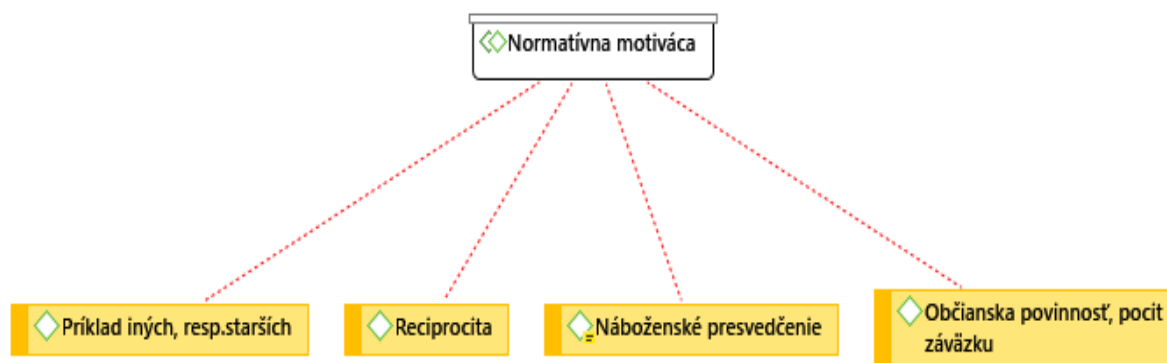 Normatívna motiváca
Príklad iných, resp.starších
Reciprocita
Náboženské presvedčenie
Občianska povinnosť, pocit
záväzku